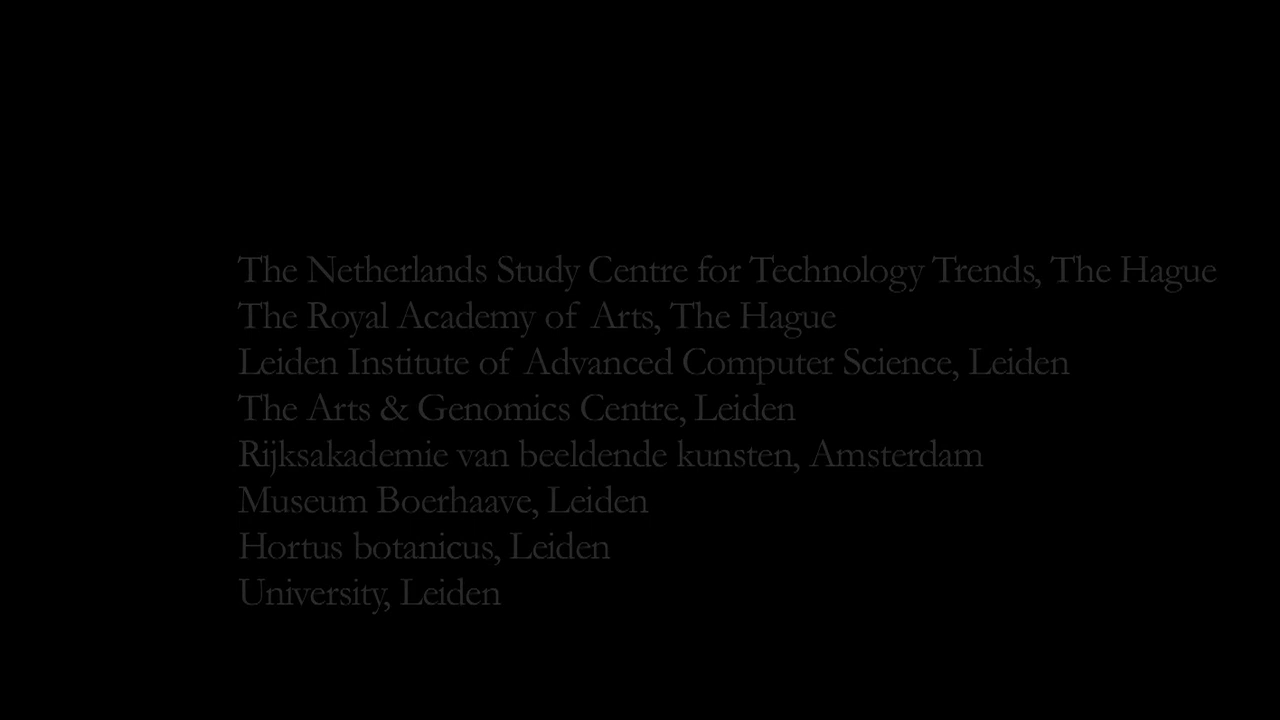 The Netherlands Study Centre for Technology Trends, The Hague
The Royal Academy of Arts, The Hague
Leiden Institute of Advanced Computer Science, Leiden
The Arts & Genomics Centre, Leiden
Rijksakademie van beeldende kunsten, Amsterdam
Museum Boerhaave, Leiden
Hortus botanicus, Leiden
University, Leiden